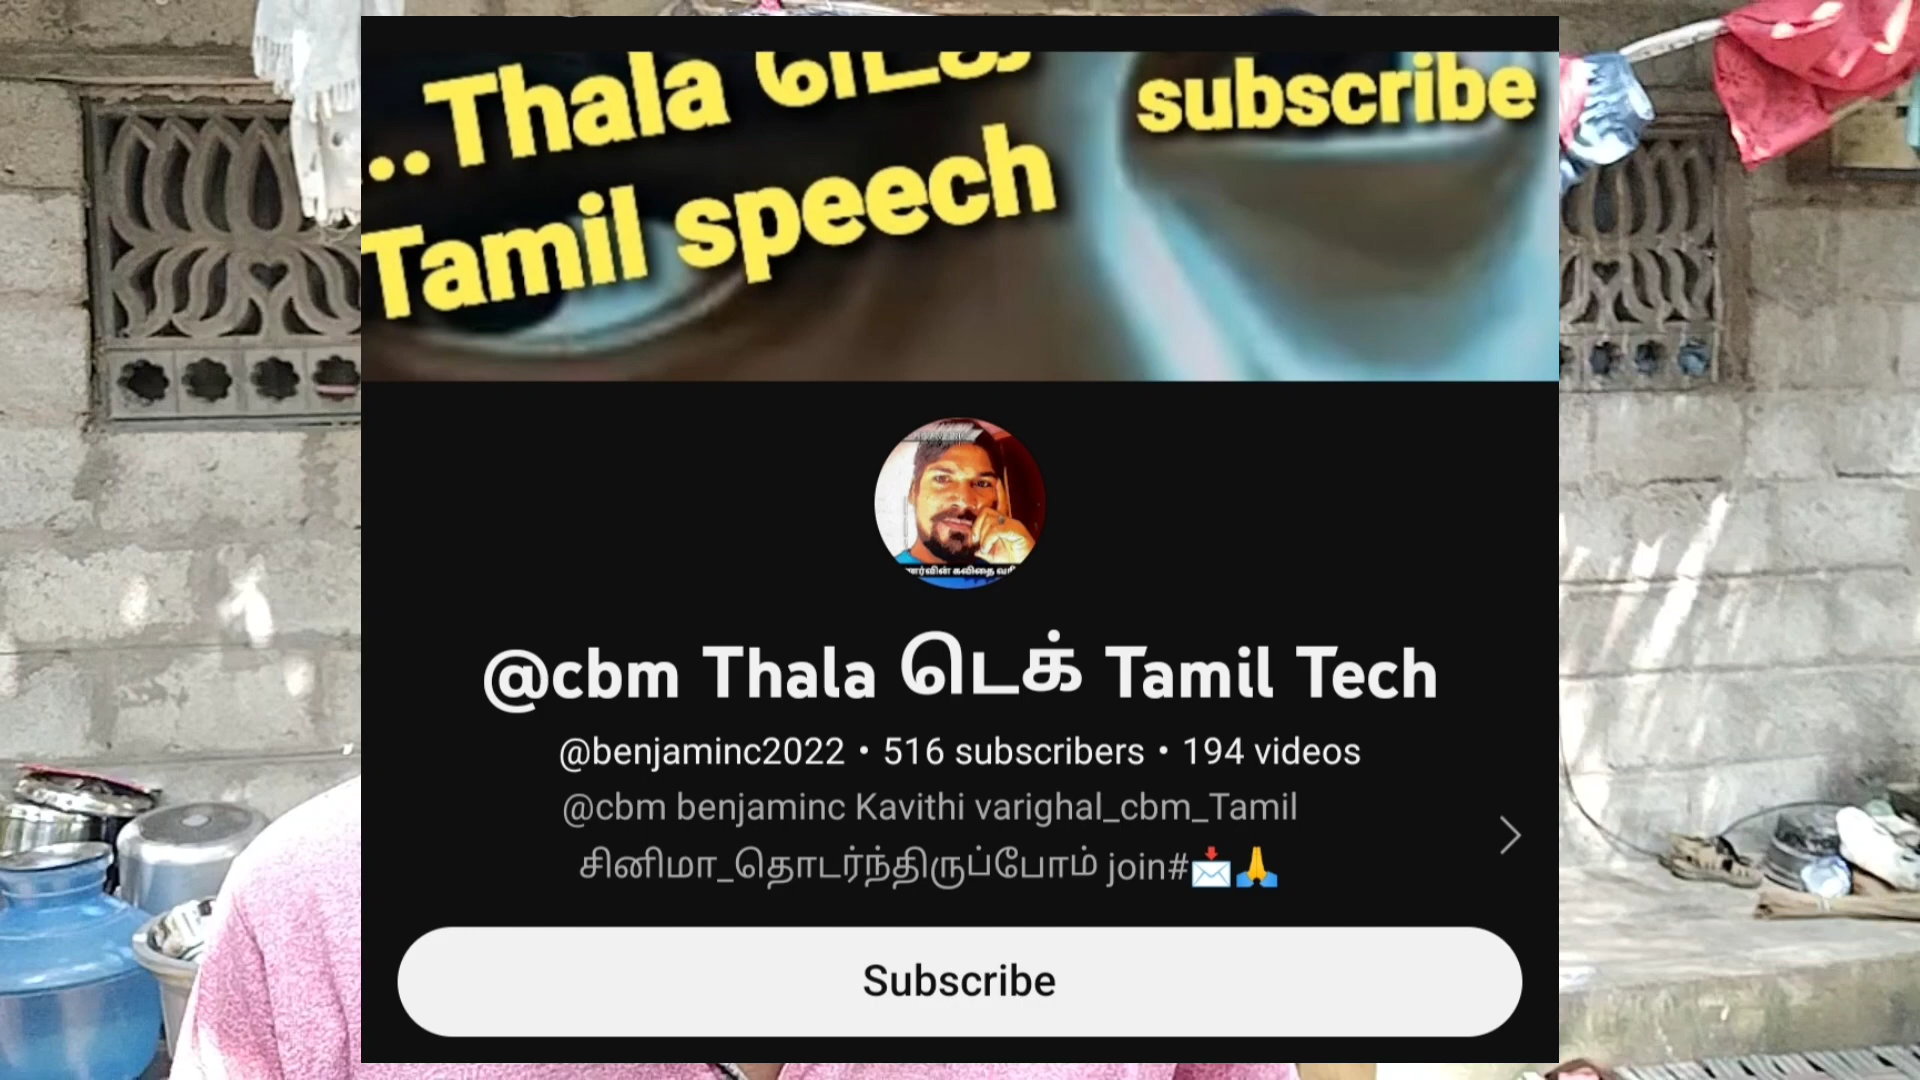 ..Thala டெக்
subscribe
Tamil speech
@cbm Thala டெக் Tamil Tech
@benjaminc2022 • 516 subscribers • 194 videos
@cbm benjaminc Kavithi varighal_cbm_Tamil
சினிமா_தொடர்ந்திருப்போம் join#📩🙏
Subscribe